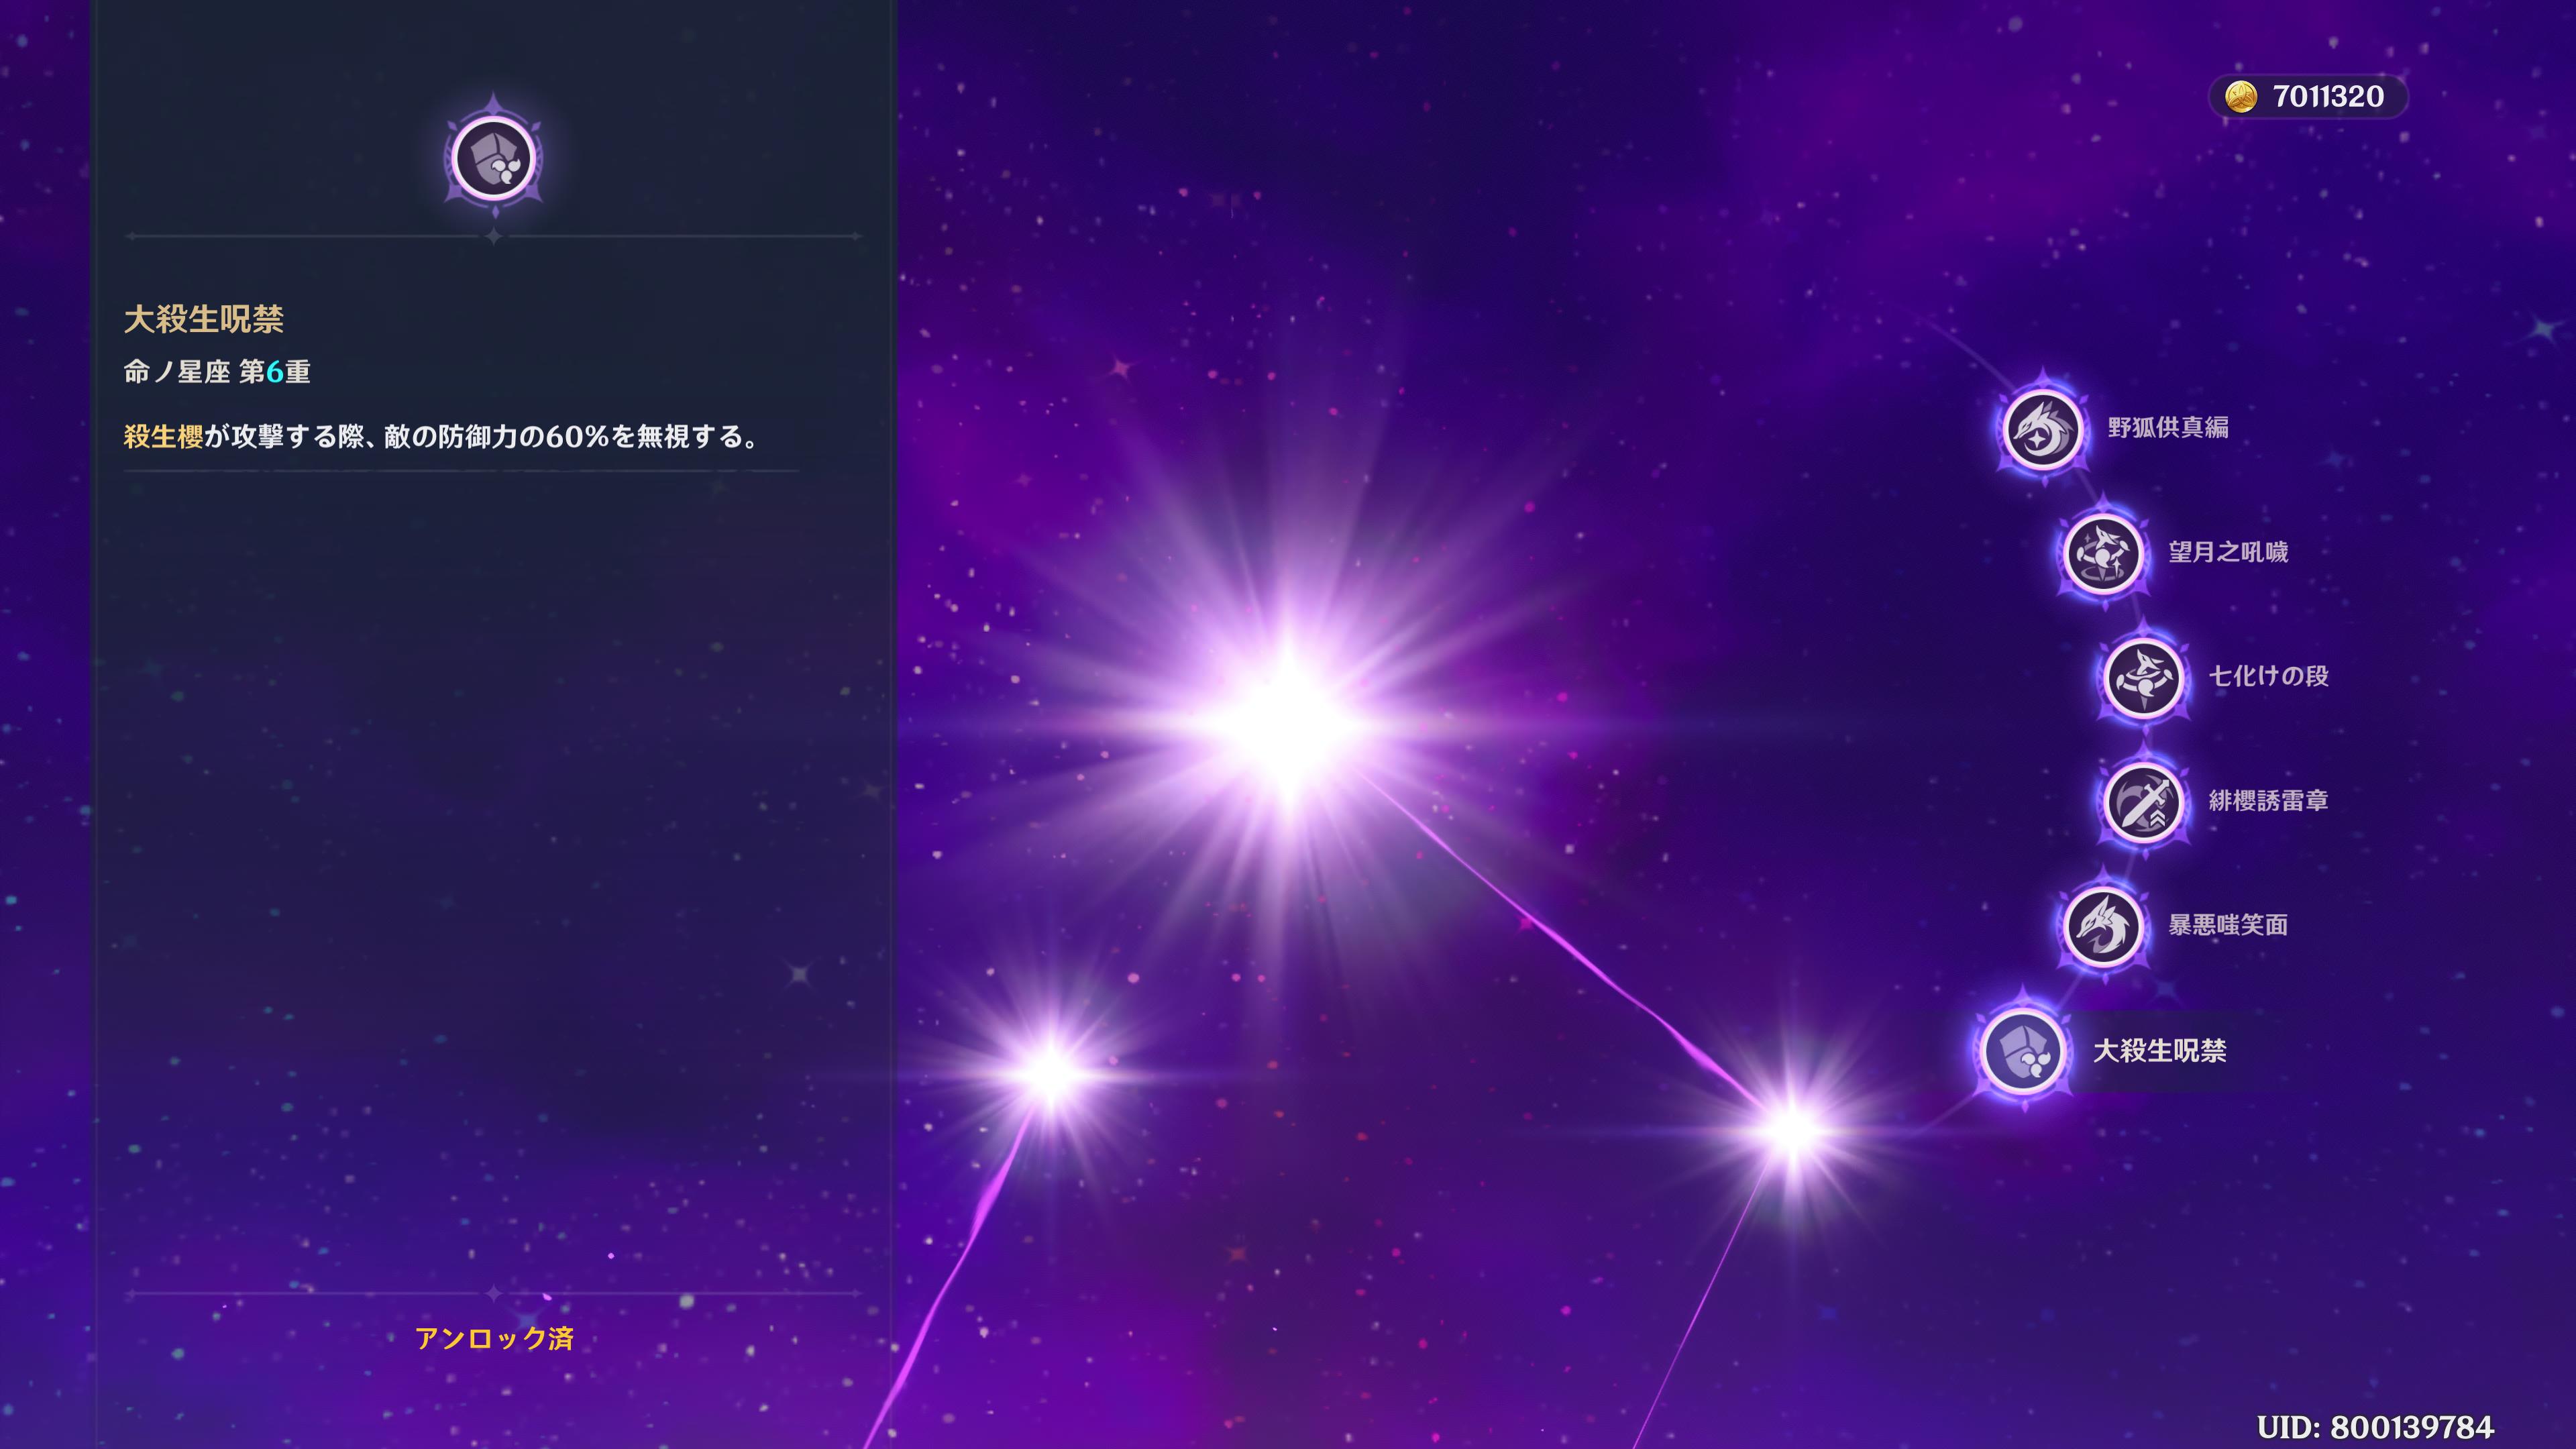 7011320
大殺生呪禁
命ノ星座 第6重
殺生櫻が攻撃する際、敵の防御力の60%を無視する。
野狐供真編
望月之吼噦
七化けの段
緋櫻誘雷章
暴悪嗤笑面
大殺生呪禁
アンロック済
UID: 800139784